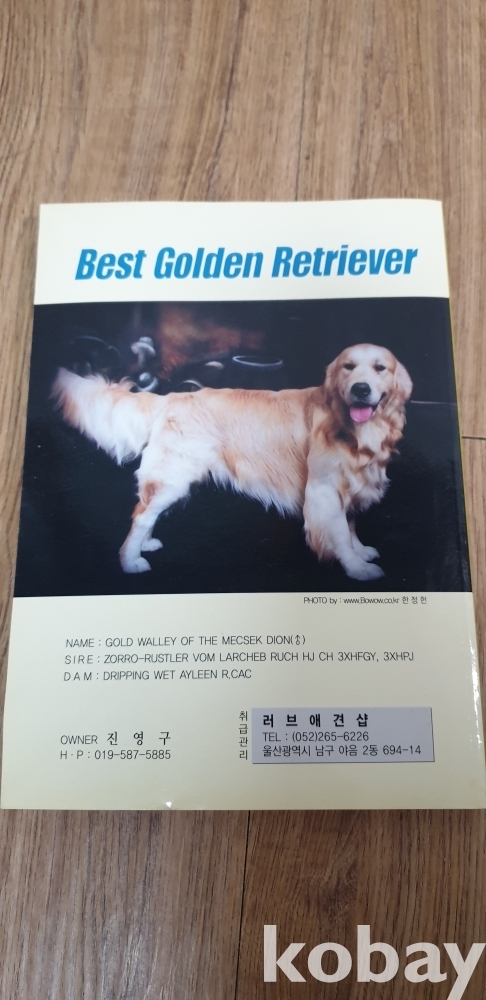 Best Golden Retriever
PHOTO by : www.Bowow.co.kr 한정헌
NAME : GOLD WALLEY OF THE MECSEK DION(♂)
SIRE : ZORRO-RUSTLER VOM LARCHEB RUCH HJ CH 3XHFGY, 3XHPJ
DAM : DRIPPING WET AYLEEN R.CAC
OWNER 진영구
H·P : 019-587-5885
취급관리
러브애견샵
TEL : (052)265-6226
울산광역시 남구 야음 2동 694-14
kobay